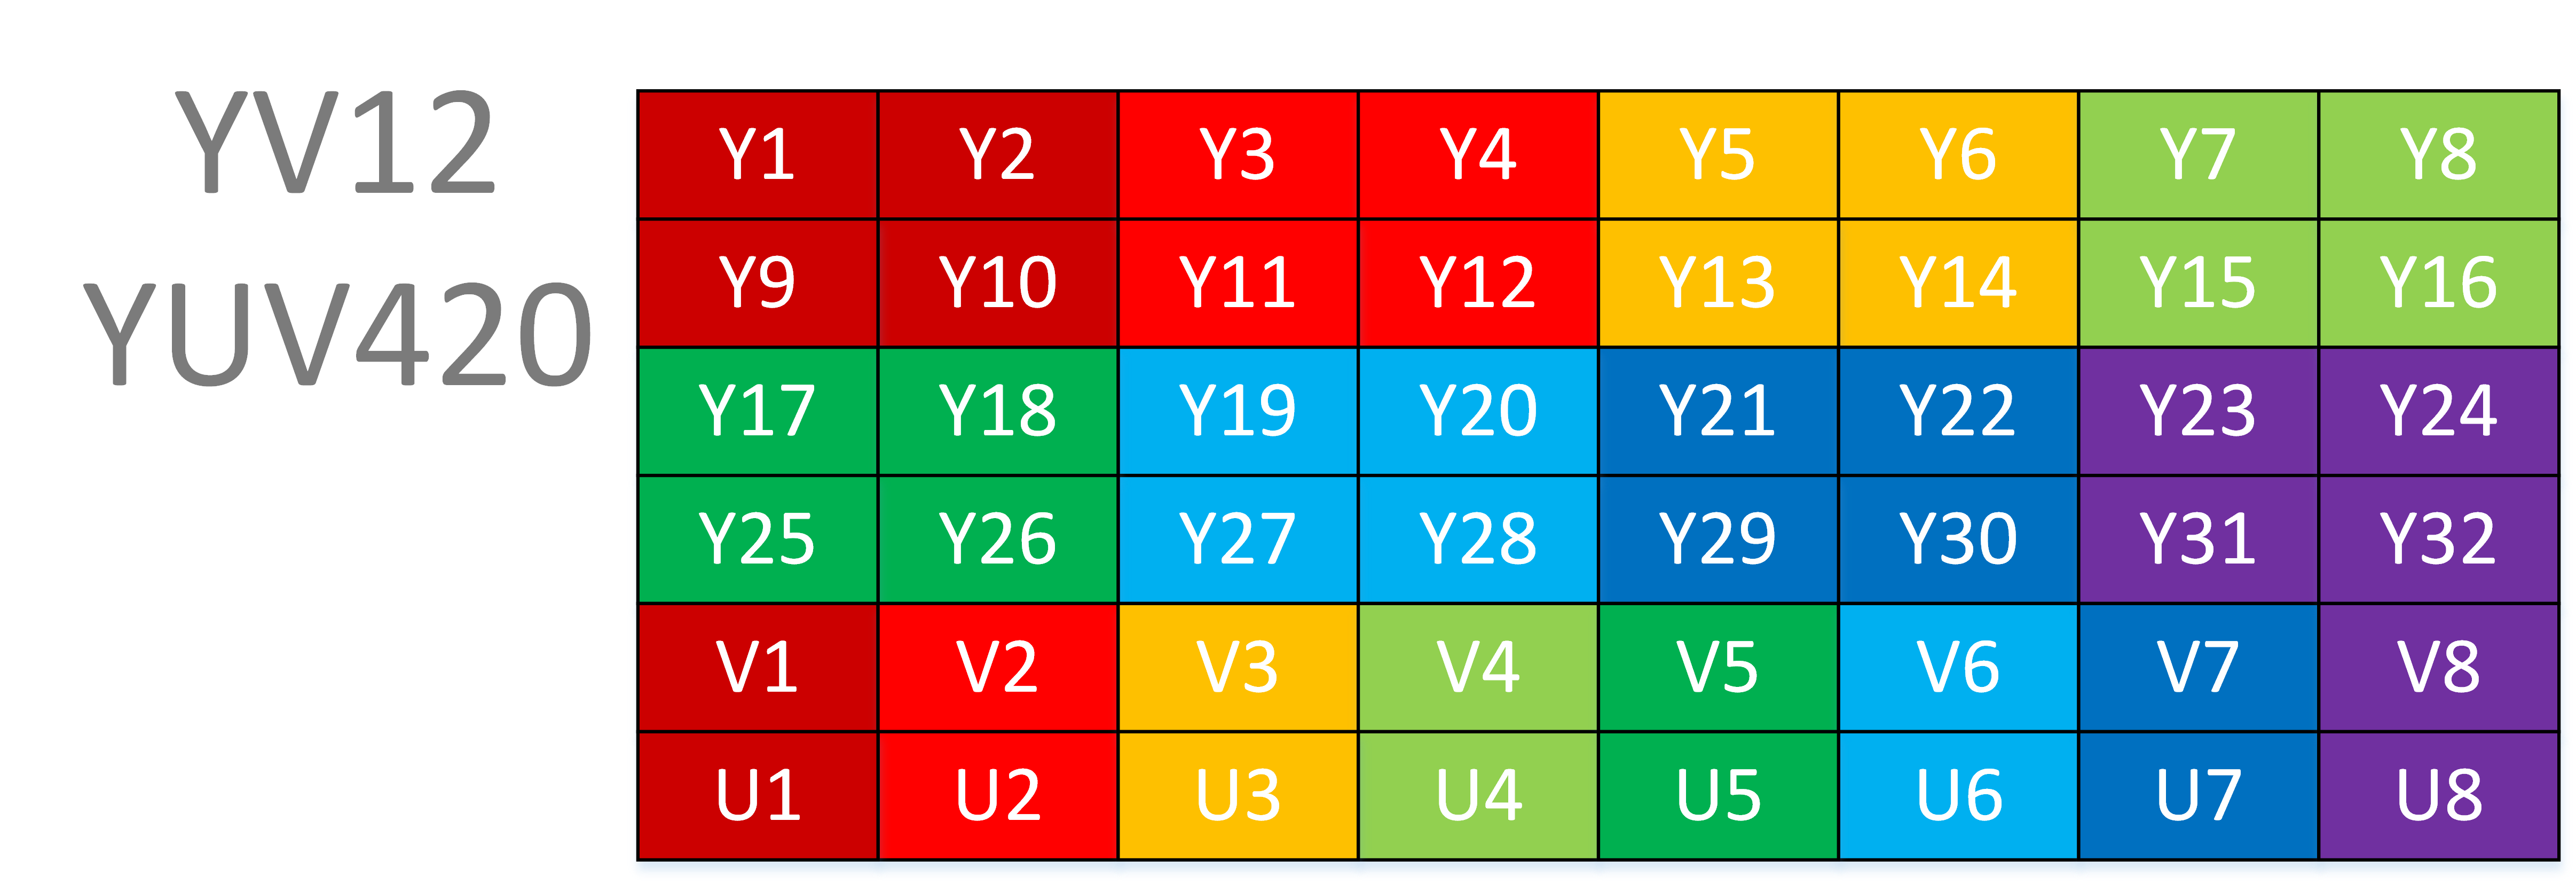 YV12
YUV420
Y1 Y2 Y3 Y4 Y5 Y6 Y7 Y8
Y9 Y10 Y11 Y12 Y13 Y14 Y15 Y16
Y17 Y18 Y19 Y20 Y21 Y22 Y23 Y24
Y25 Y26 Y27 Y28 Y29 Y30 Y31 Y32
V1 V2 V3 V4 V5 V6 V7 V8
U1 U2 U3 U4 U5 U6 U7 U8